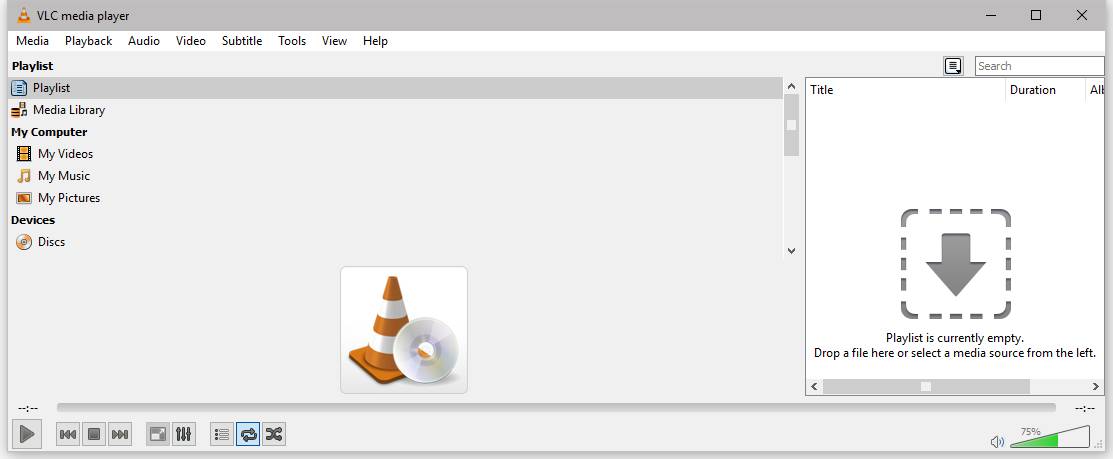 VLC media player
Media Playback Audio Video Subtitle Tools View Help
Playlist
Search
Playlist
Media Library
My Computer
My Videos
My Music
My Pictures
Devices
Discs
Title Duration Alb
Playlist is currently empty.
Drop a file here or select a media source from the left.
--:-- --:--
75%